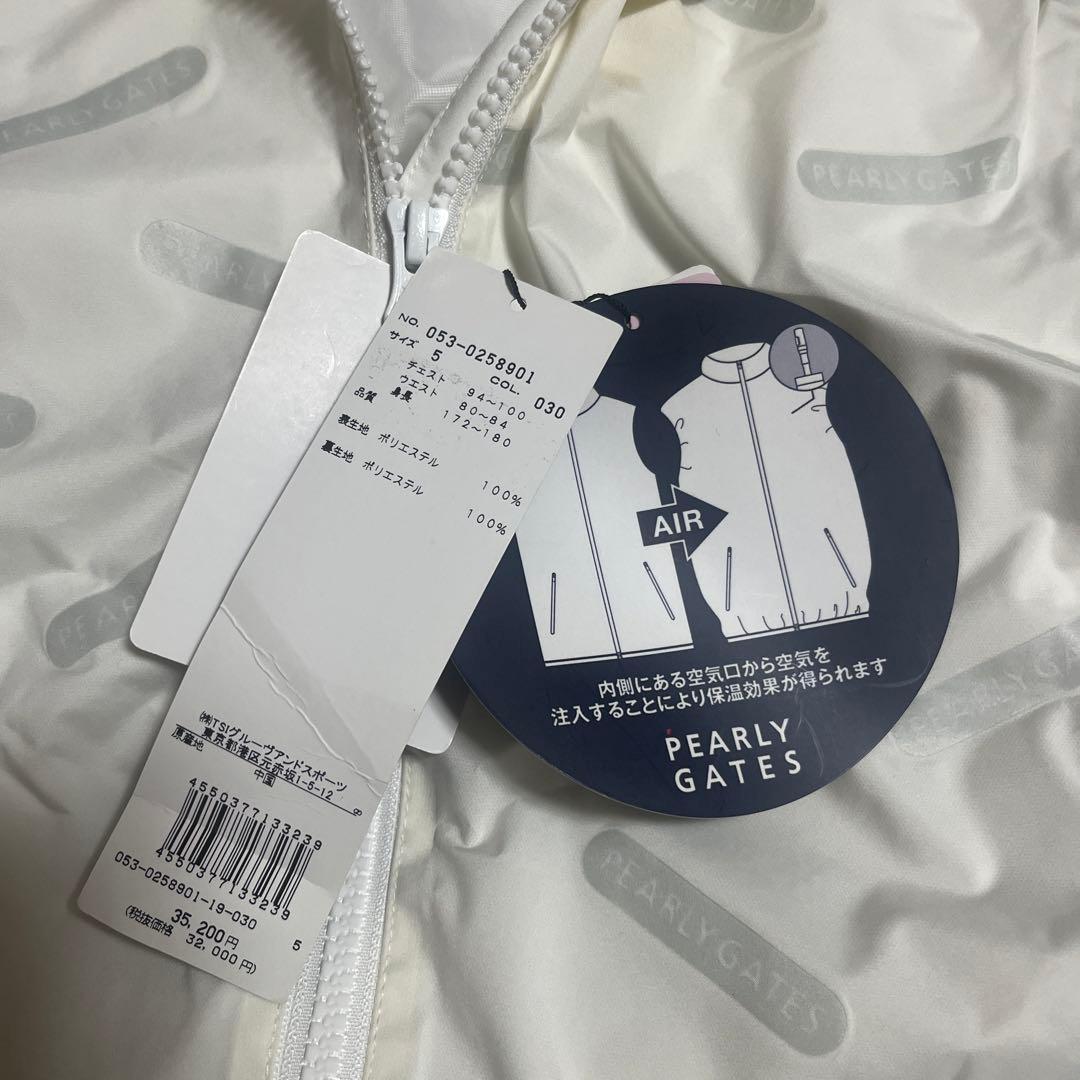 PEARLY GATES
PEARLY GATES
PEARLY
PEARLY GATES
NO. 053-0258901
サイズ 5 COL. 030
チェスト 94~100
ウエスト 80~84
身長 172~180
品質
表生地 ポリエステル
100%
裏生地 ポリエステル
100%
AIR
内側にある空気口から空気を
注入することにより保温効果が得られます
PEARLY
GATES
㈱TSIグルーヴアンドスポーツ
東京都港区元赤坂1-5-12 8
原産地 中国
4550377133239
4550377133239
053-0258901-19-030
5
35,200円
(税抜価格 32,000円)